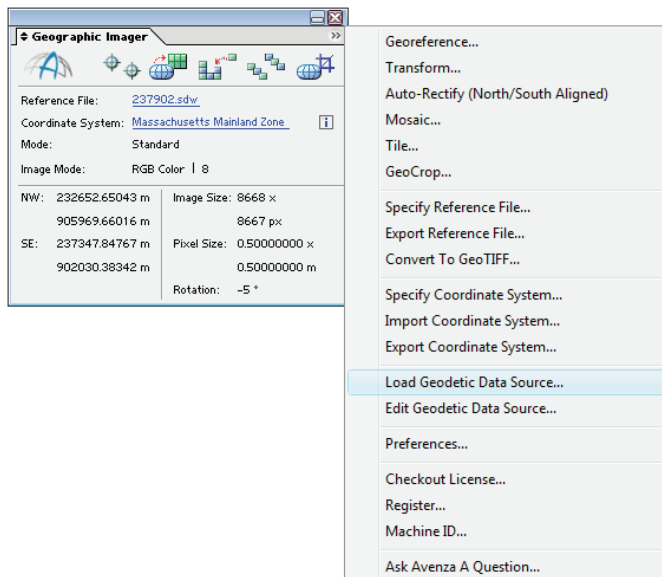 Geographic Imager
Reference File: 237902.sdw
Coordinate System: Massachusetts Mainland Zone
Mode: Standard
Image Mode: RGB Color | 8
NW: 232652.65043 m Image Size: 8668 x
905969.66016 m 8667 px
SE: 237347.84767 m Pixel Size: 0.50000000 x
902030.38342 m 0.50000000 m
Rotation: -5 °
Georeference...
Transform...
Auto-Rectify (North/South Aligned)
Mosaic...
Tile...
GeoCrop...
Specify Reference File...
Export Reference File...
Convert To GeoTIFF...
Specify Coordinate System...
Import Coordinate System...
Export Coordinate System...
Load Geodetic Data Source...
Edit Geodetic Data Source...
Preferences...
Checkout License...
Register...
Machine ID...
Ask Avenza A Question...